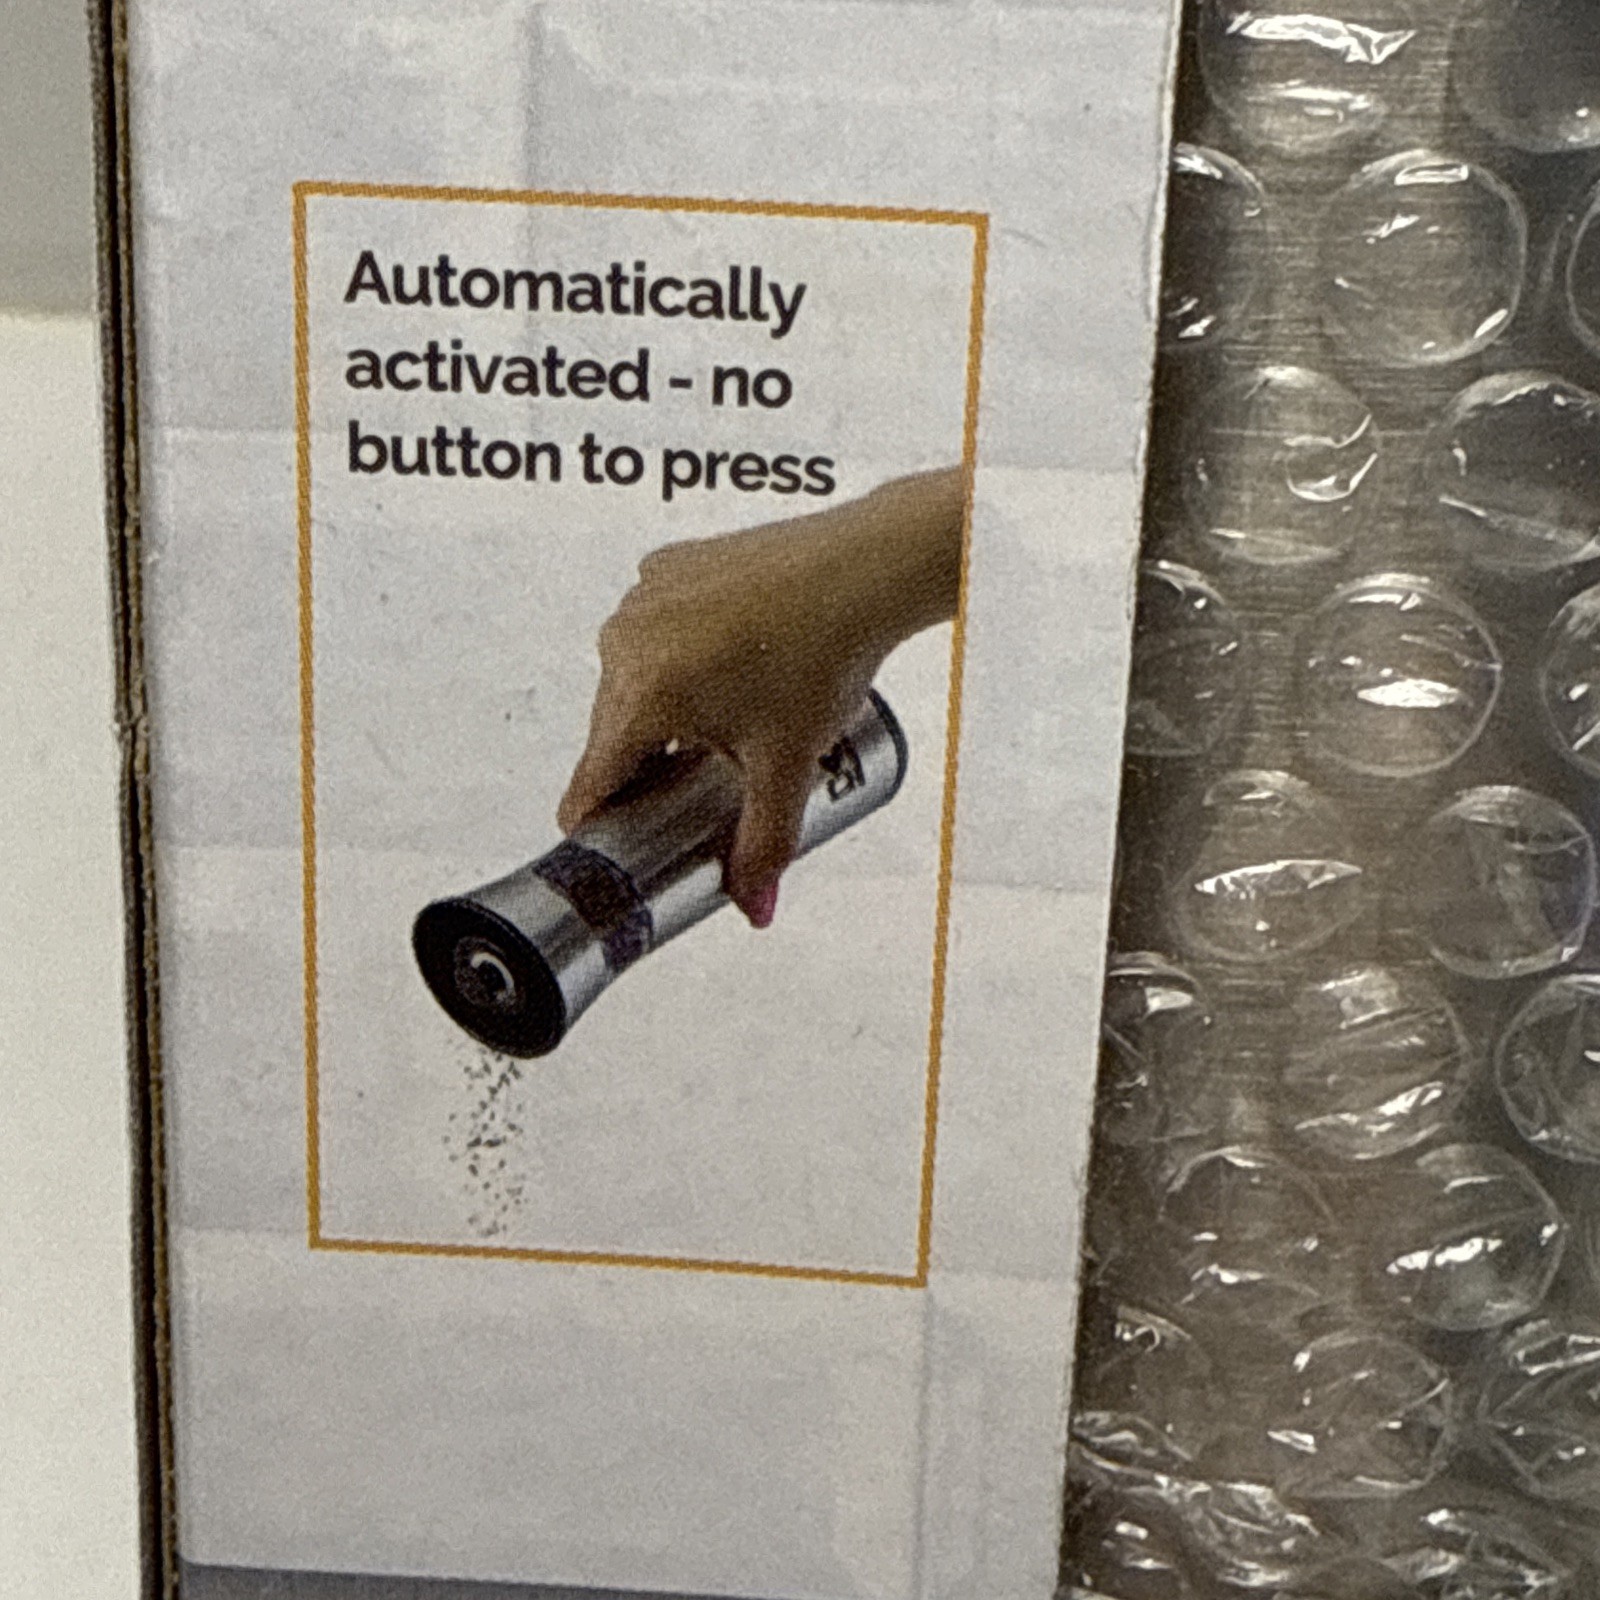 Automatically
activated - no
button to press